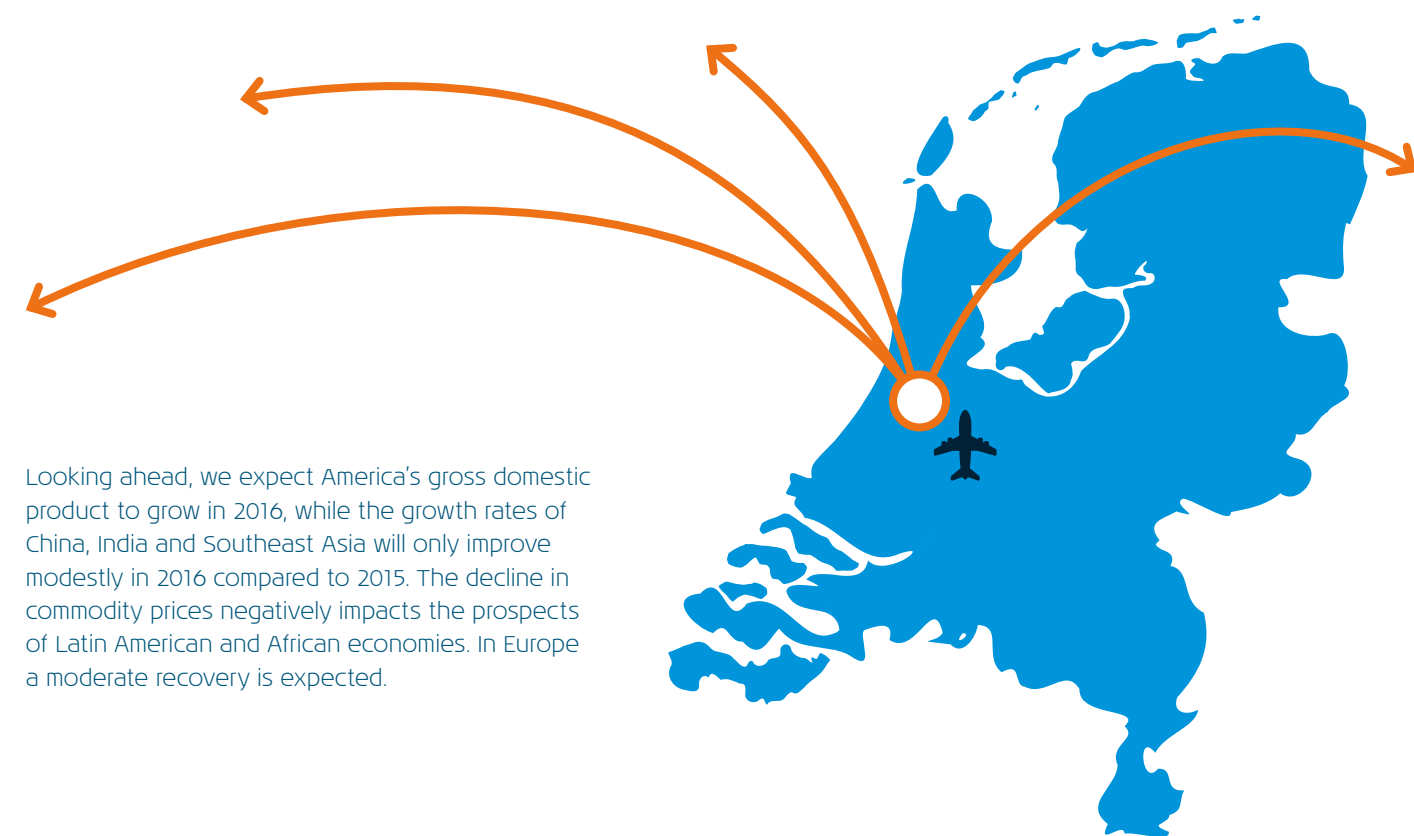 Looking ahead, we expect America's gross domestic
product to grow in 2016, while the growth rates of
China, India and Southeast Asia will only improve
modestly in 2016 compared to 2015. The decline in
commodity prices negatively impacts the prospects
of Latin American and African economies. In Europe
a moderate recovery is expected.